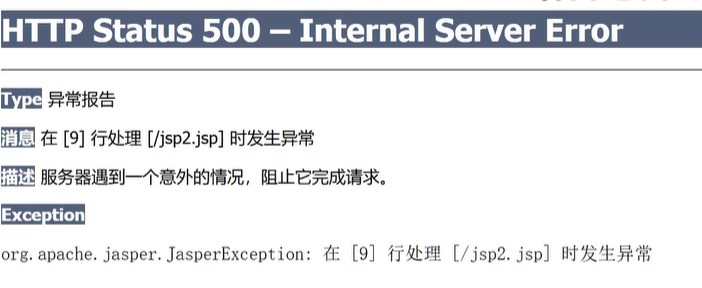 HTTP Status 500 – Internal Server Error
Type 异常报告
消息 在 [9] 行处理 [/jsp2.jsp] 时发生异常
描述 服务器遇到一个意外的情况，阻止它完成请求。
Exception
org.apache.jasper.JasperException: 在 [9] 行处理 [/jsp2.jsp] 时发生异常